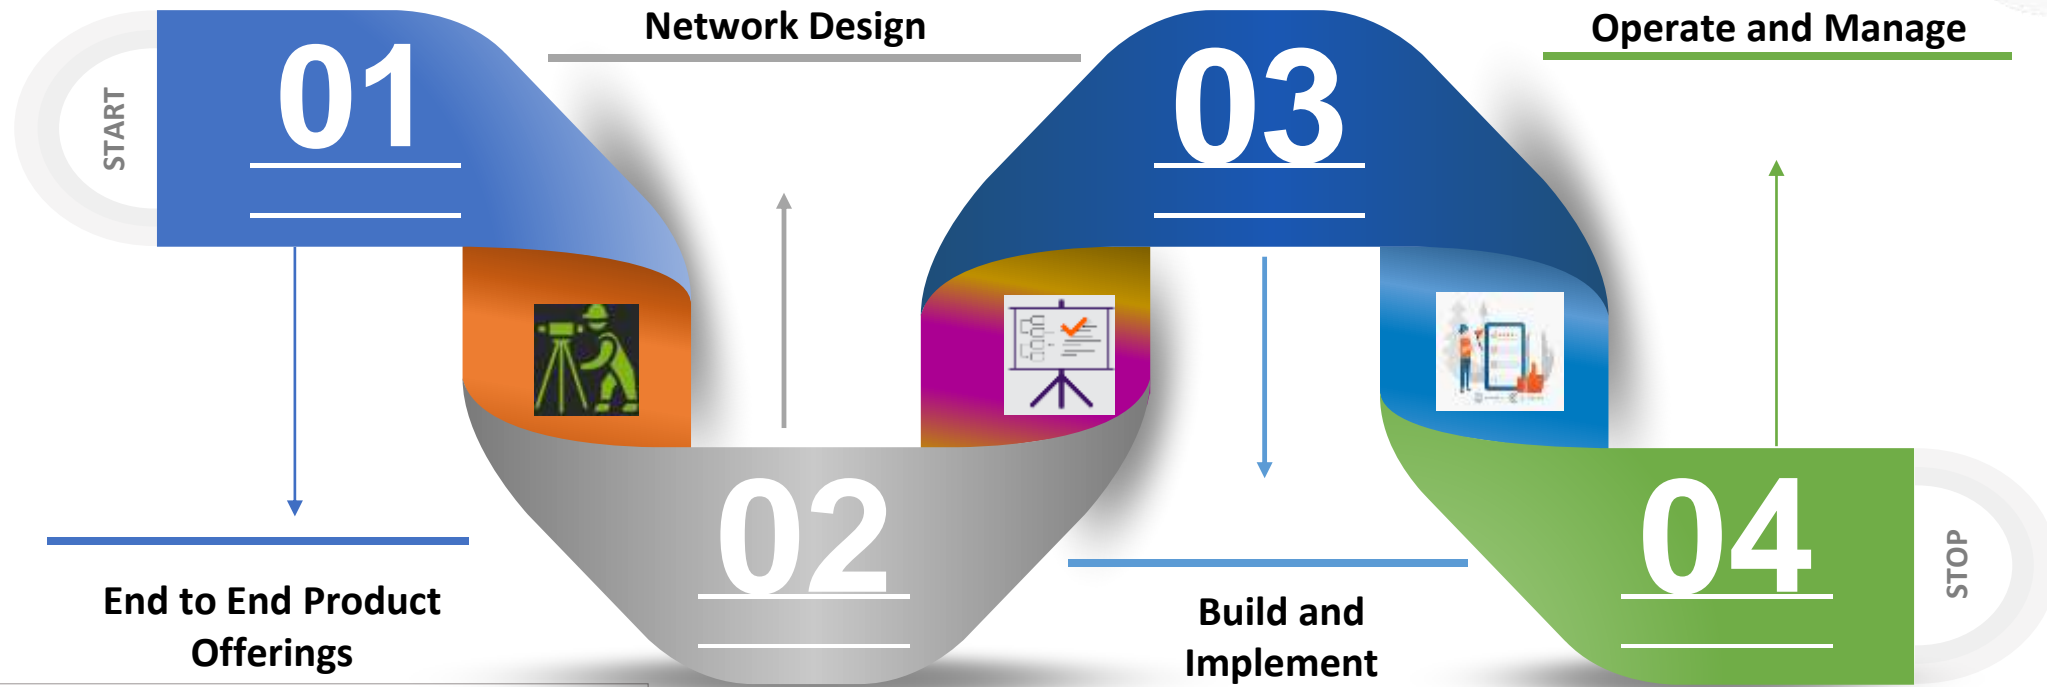 START
01
End to End Product
Offerings
Network Design
02
03
Build and
Implement
Operate and Manage
04
STOP